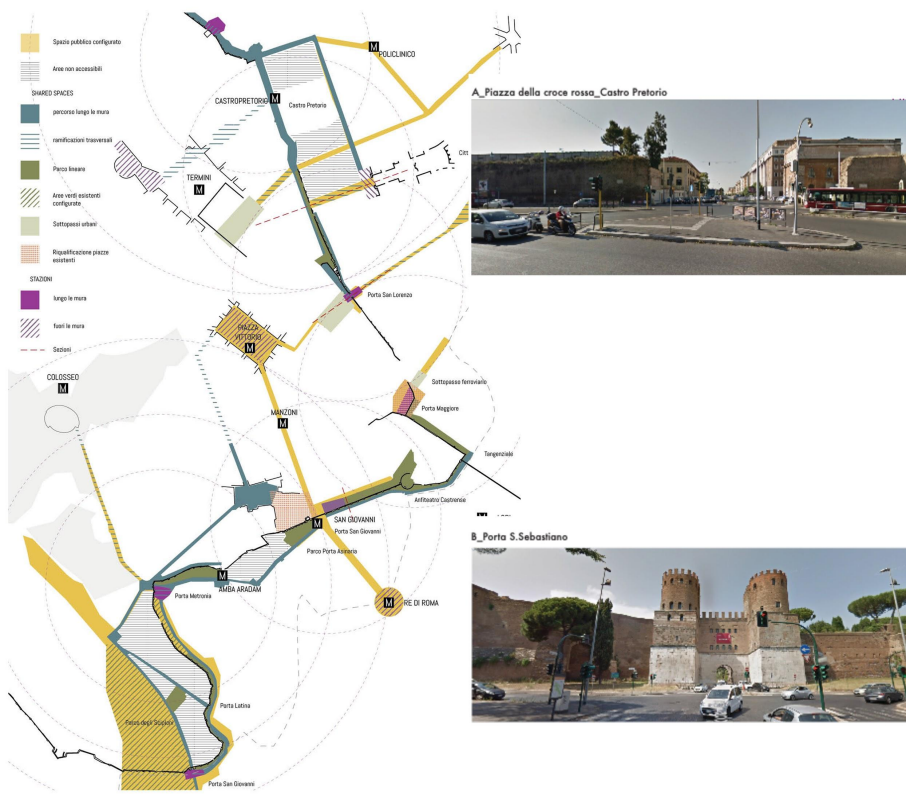 Spazio pubblico configurato
Aree non accessibili
SHARED SPACES
percorso lungo le mura
ramificazioni trasversali
Parco lineare
Aree verdi esistenti
configurate
Sottopassi urbani
Riqualificazione piazze
esistenti
STAZIONI
lungo le mura
fuori le mura
Sezioni
M
POLICLINICO
CASTROPRETORIO
M
Castro Pretorio
Citt
TERMINI
M
Porta San Lorenzo
PIAZZA
VITTORIO
M
COLOSSEO
M
Sottopasso ferroviario
Porta Maggiore
MANZONI
M
Tangenziale
Anfiteatro Castrense
M
SAN GIOVANNI
Porta San Giovanni
Parco Porta Asinaria
M
AMBA ARADAM
Porta Metronia
M
RE DI ROMA
Porta Latina
Parco degli Scipioni
Porta San Giovanni
A_Piazza della croce rossa_Castro Pretorio
B_Porta S.Sebastiano